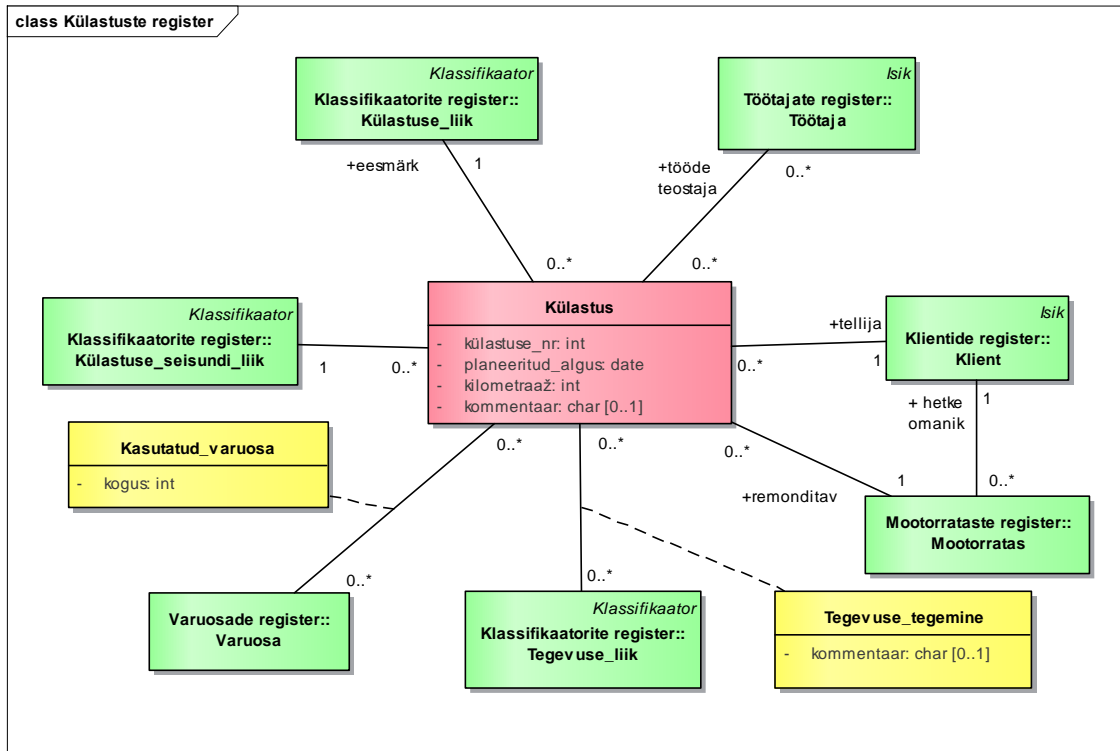 class Külastuste register
Klassifikaator
Klassifikaatorite register::
Külastuse_liik
Isik
Töötajate register::
Töötaja
+eesmärk
1
+tööde
teostaja
0..*
0..*
0..*
Klassifikaator
Klassifikaatorite register::
Külastuse_seisundi_liik
1
0..*
Külastus
- külastuse_nr: int
- planeeritud_algus: date
- kilometraaž: int
- kommentaar: char [0..1]
+tellija
0..*
1
Isik
Klientide register::
Klient
+ hetke
omanik
1
0..*
Kasutatud_varuosa
- kogus: int
0..*
0..*
0..*
+remonditav
1
Mootorrataste register::
Mootorratas
0..*
0..*
Varuosade register::
Varuosa
Klassifikaator
Klassifikaatorite register::
Tegevuse_liik
Tegevuse_tegemine
- kommentaar: char [0..1]